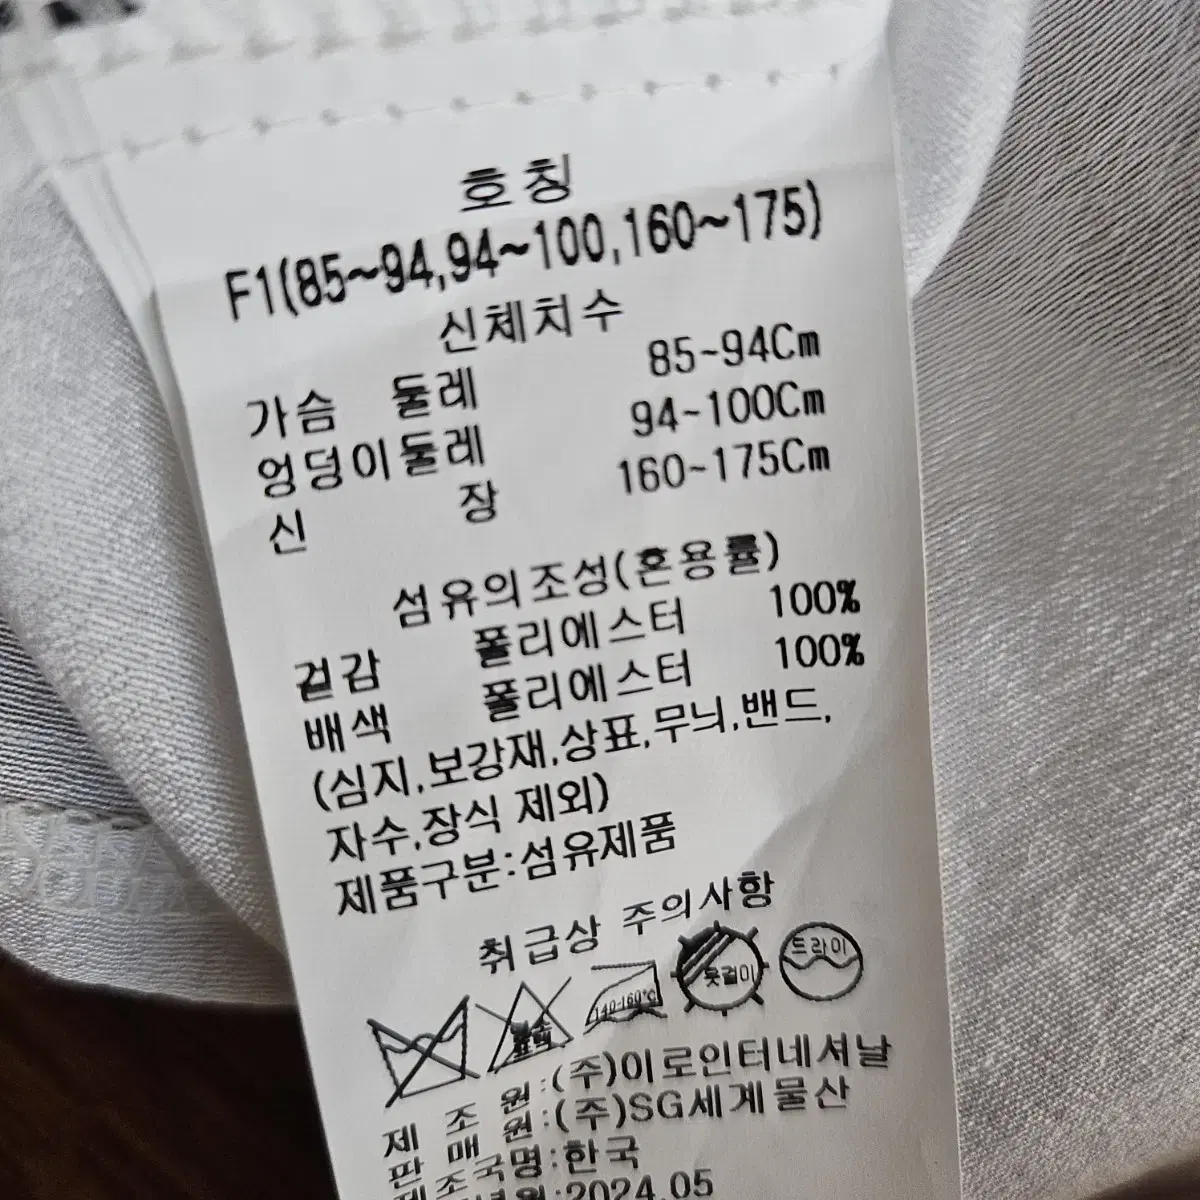 호칭
F1(85~94,94~100,160~175)
신체치수
가슴 둘레 85~94Cm
엉덩이둘레 94~100Cm
신 장 160~175Cm
섬유의조성(혼용률)
겉감 폴리에스터 100%
배색 폴리에스터 100%
(심지,보강재,상표,무늬,밴드,
자수,장식 제외)
제품구분:섬유제품
취급상 주의사항
염소 표백 140~160℃ 옷걸이 드라이
제 조 원:(주)이로인터네셔날
판 매 원:(주)SG세계물산
제조국명:한국
년월:2024.05